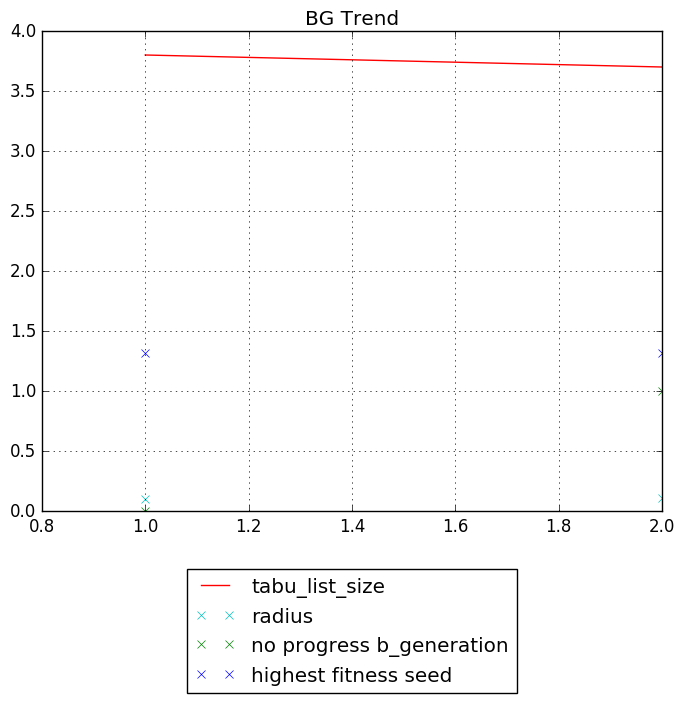 BG Trend
4.0
3.5
3.0
2.5
2.0
1.5
1.0
0.5
0.0
0.8 1.0 1.2 1.4 1.6 1.8 2.0
tabu_list_size
radius
no progress b_generation
highest fitness seed